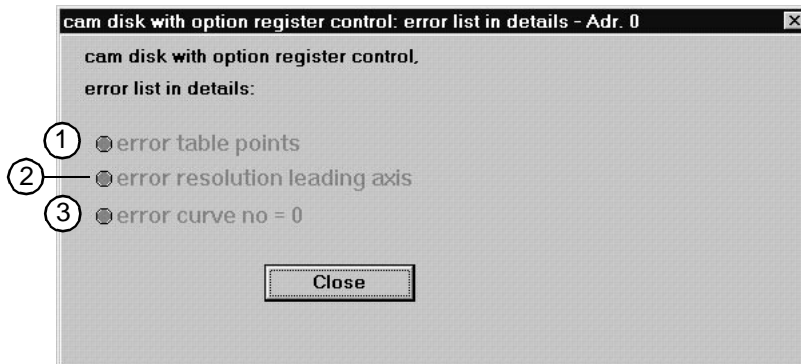 cam disk with option register control: error list in details - Adr. 0
cam disk with option register control,
error list in details:
1 error table points
2 error resolution leading axis
3 error curve no = 0
Close